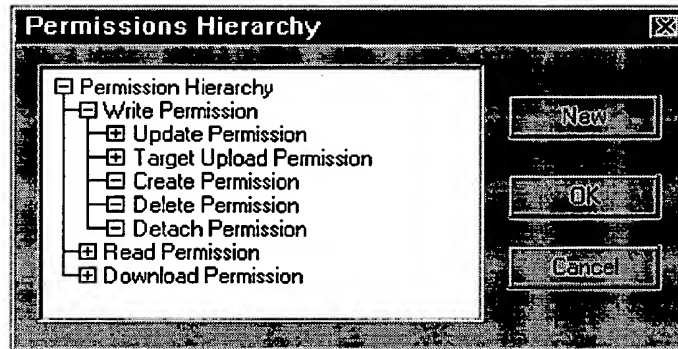 Permissions Hierarchy
Permission Hierarchy
Write Permission
Update Permission
Target Upload Permission
Create Permission
Delete Permission
Detach Permission
Read Permission
Download Permission
New
OK
Cancel